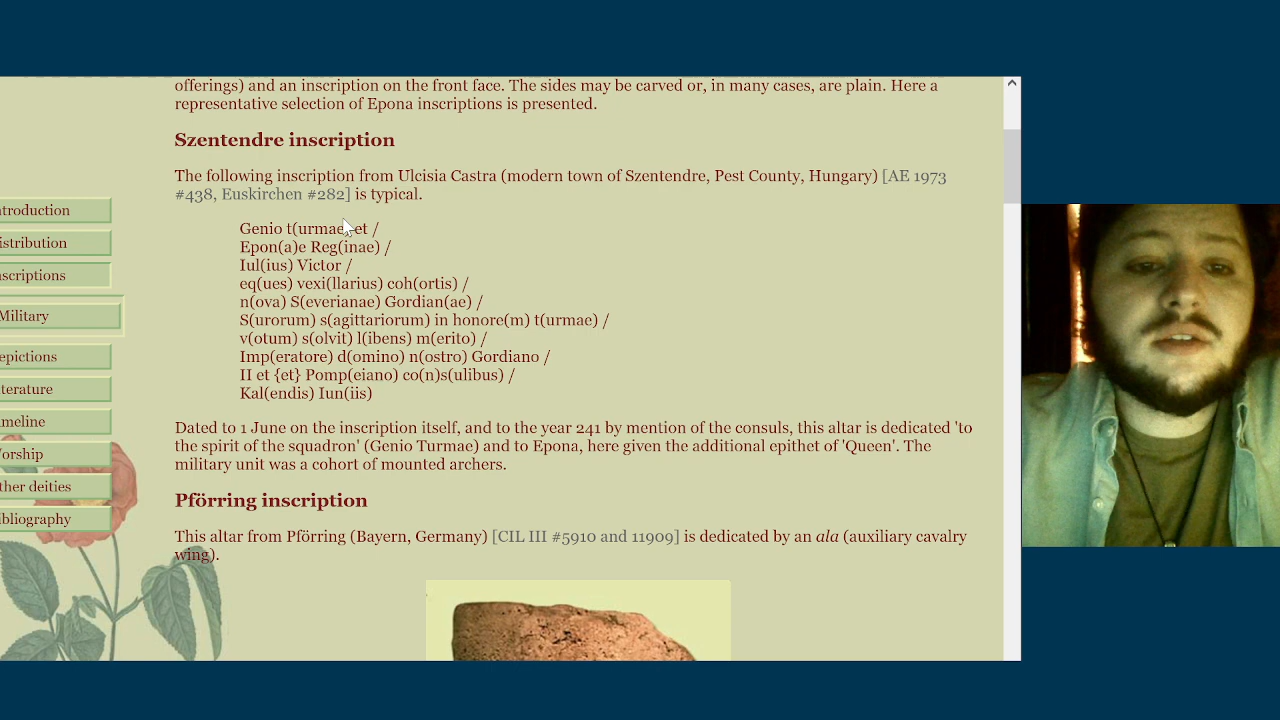 offerings) and an inscription on the front face. The sides may be carved or, in many cases, are plain. Here a
representative selection of Epona inscriptions is presented.
Szentendre inscription
The following inscription from Ulcisia Castra (modern town of Szentendre, Pest County, Hungary) [AE 1973
#438, Euskirchen #282] is typical.
Genio t(urmae) et /
Epon(a)e Reg(inae) /
Iul(ius) Victor /
eq(ues) vexi(llarius) coh(ortis) /
n(ova) S(everianae) Gordian(ae) /
S(urorum) s(agittariorum) in honore(m) t(urmae) /
v(otum) s(olvit) l(ibens) m(erito) /
Imp(eratore) d(omino) n(ostro) Gordiano /
II et {et} Pomp(eiano) co(n)s(ulibus) /
Kal(endis) Iun(iis)
Dated to 1 June on the inscription itself, and to the year 241 by mention of the consuls, this altar is dedicated 'to
the spirit of the squadron' (Genio Turmae) and to Epona, here given the additional epithet of 'Queen'. The
military unit was a cohort of mounted archers.
Pförring inscription
This altar from Pförring (Bayern, Germany) [CIL III #5910 and 11909] is dedicated by an ala (auxiliary cavalry
wing).
ntroduction
istribution
nscriptions
Military
epictions
iterature
imeline
orship
ther deities
ibliography